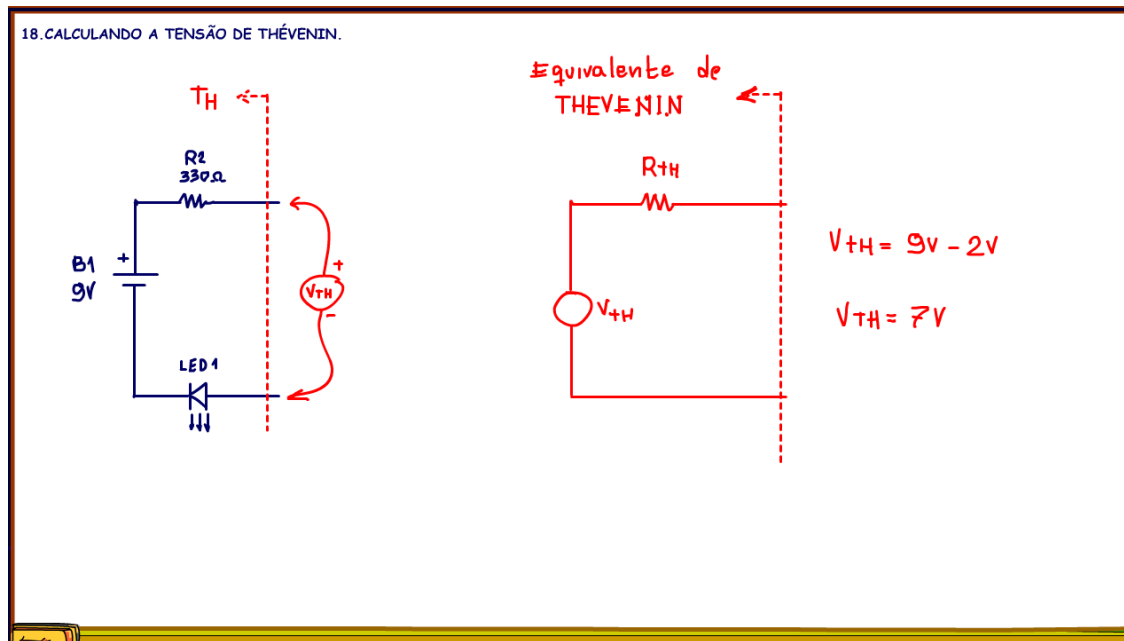 18.CALCULANDO A TENSÃO DE THÉVENIN.
Equivalente de
THEVENIN
TH
R2
330Ω
RtH
B1
9V
+
+
VTH
-
VtH
VtH = 9V - 2V
VTH = 7V
LED1